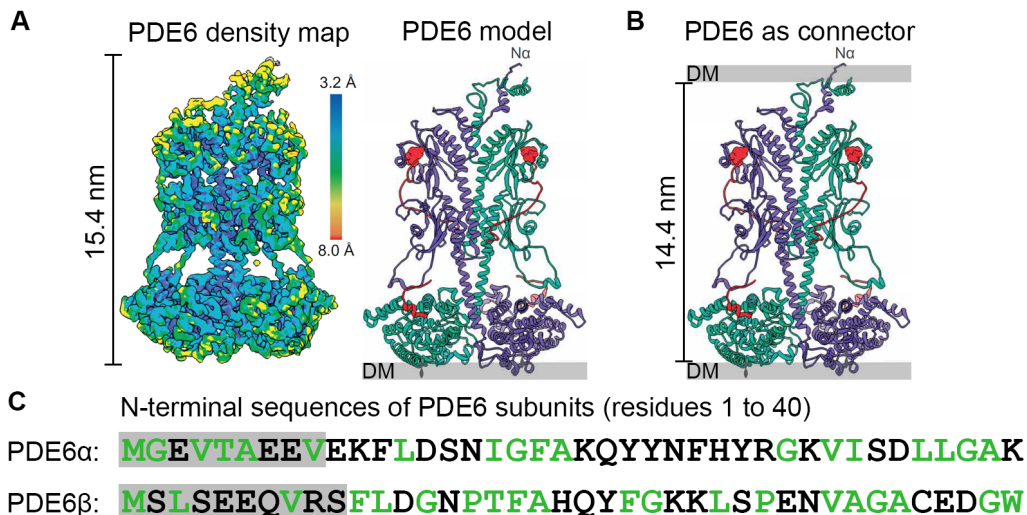 A
PDE6 density map
PDE6 model
B
PDE6 as connector
Nα
Nα
DM
3.2 Å
8.0 Å
15.4 nm
14.4 nm
DM
DM
C
N-terminal sequences of PDE6 subunits (residues 1 to 40)
PDE6α: MGEVTAEEVEKFLDSNIGFAKQYYNFHYRGKVISDLLGAK
PDE6β: MSLSEEQVRSFLDGNPTFAHQYFGKKLSPENVAGACEDGW